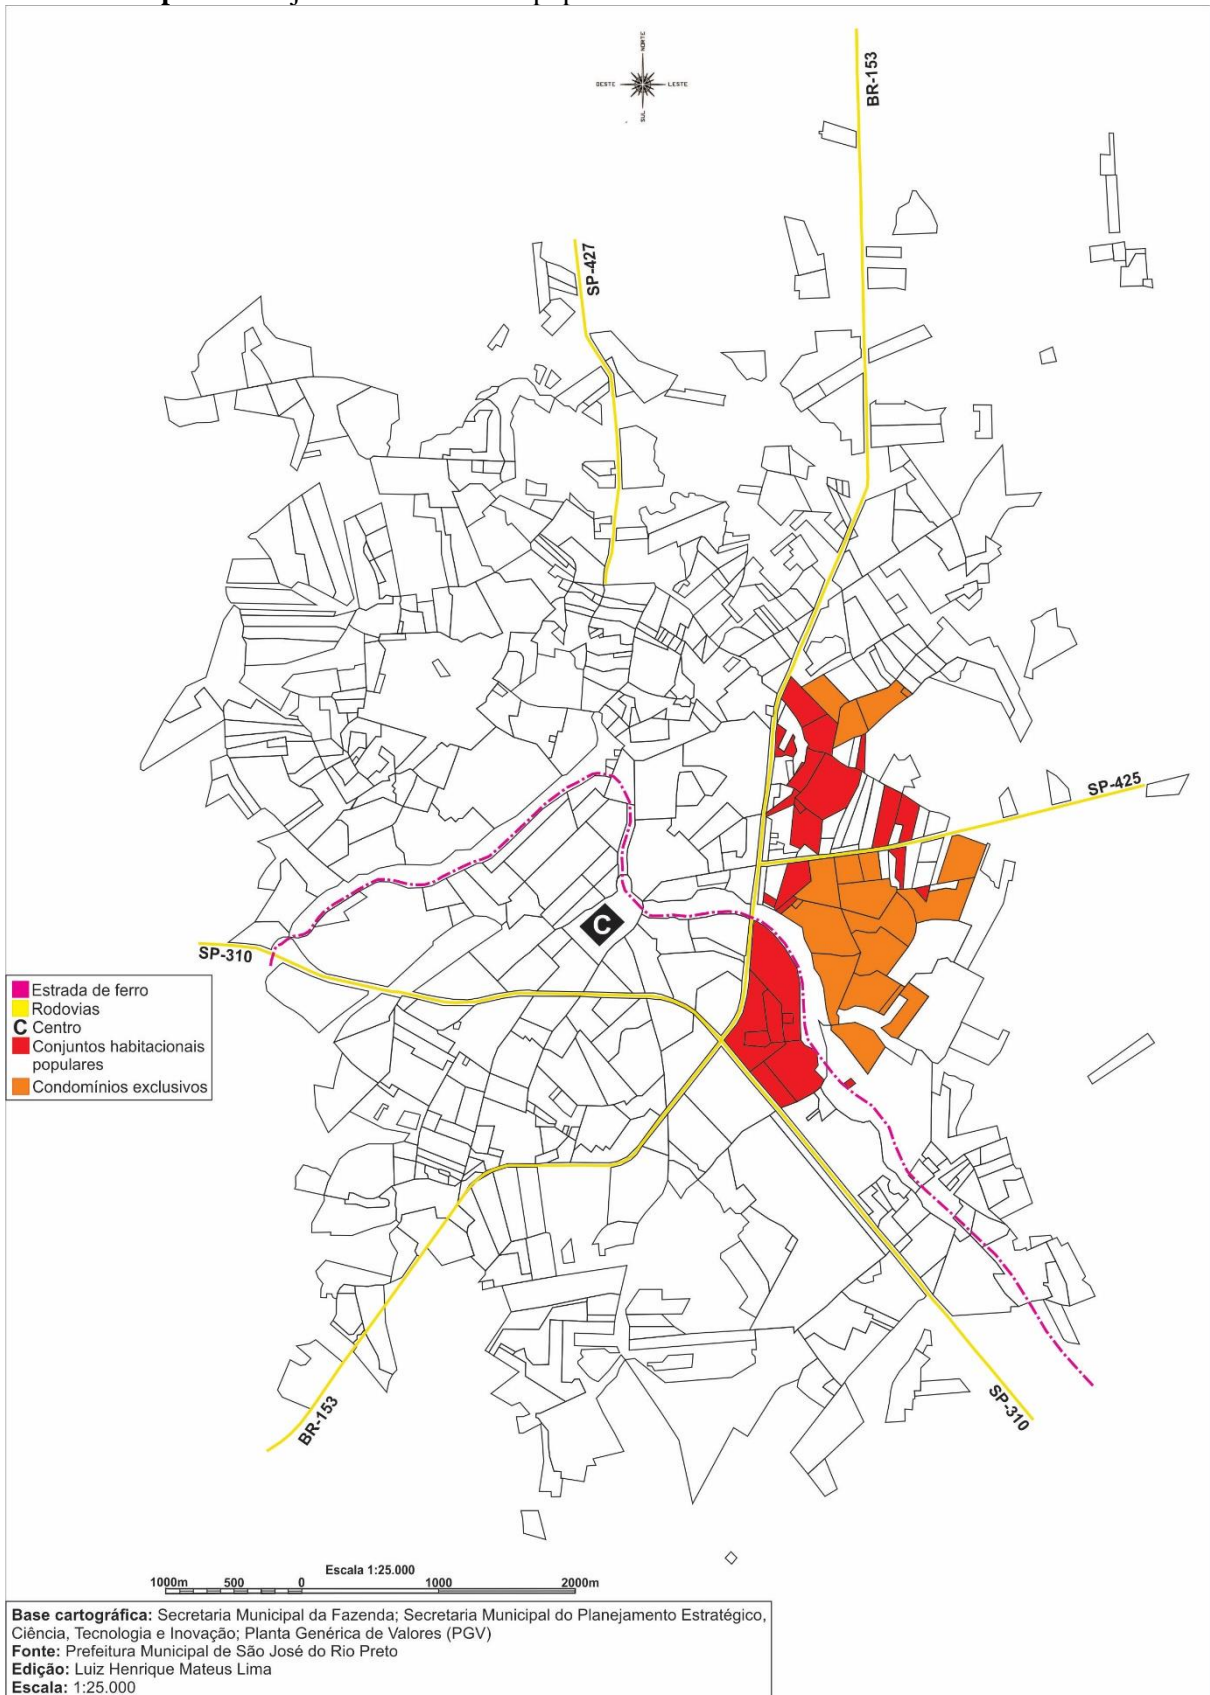 NORTE
OESTE
LESTE
SUL
BR-153
SP-427
SP-425
SP-310
C
Estrada de ferro
Rodovias
C Centro
Conjuntos habitacionais
populares
Condomínios exclusivos
BR-153
SP-310
Escala 1:25.000
1000m 500 0 1000 2000m
Base cartográfica: Secretaria Municipal da Fazenda; Secretaria Municipal do Planejamento Estratégico,
Ciência, Tecnologia e Inovação; Planta Genérica de Valores (PGV)
Fonte: Prefeitura Municipal de São José do Rio Preto
Edição: Luiz Henrique Mateus Lima
Escala: 1:25.000